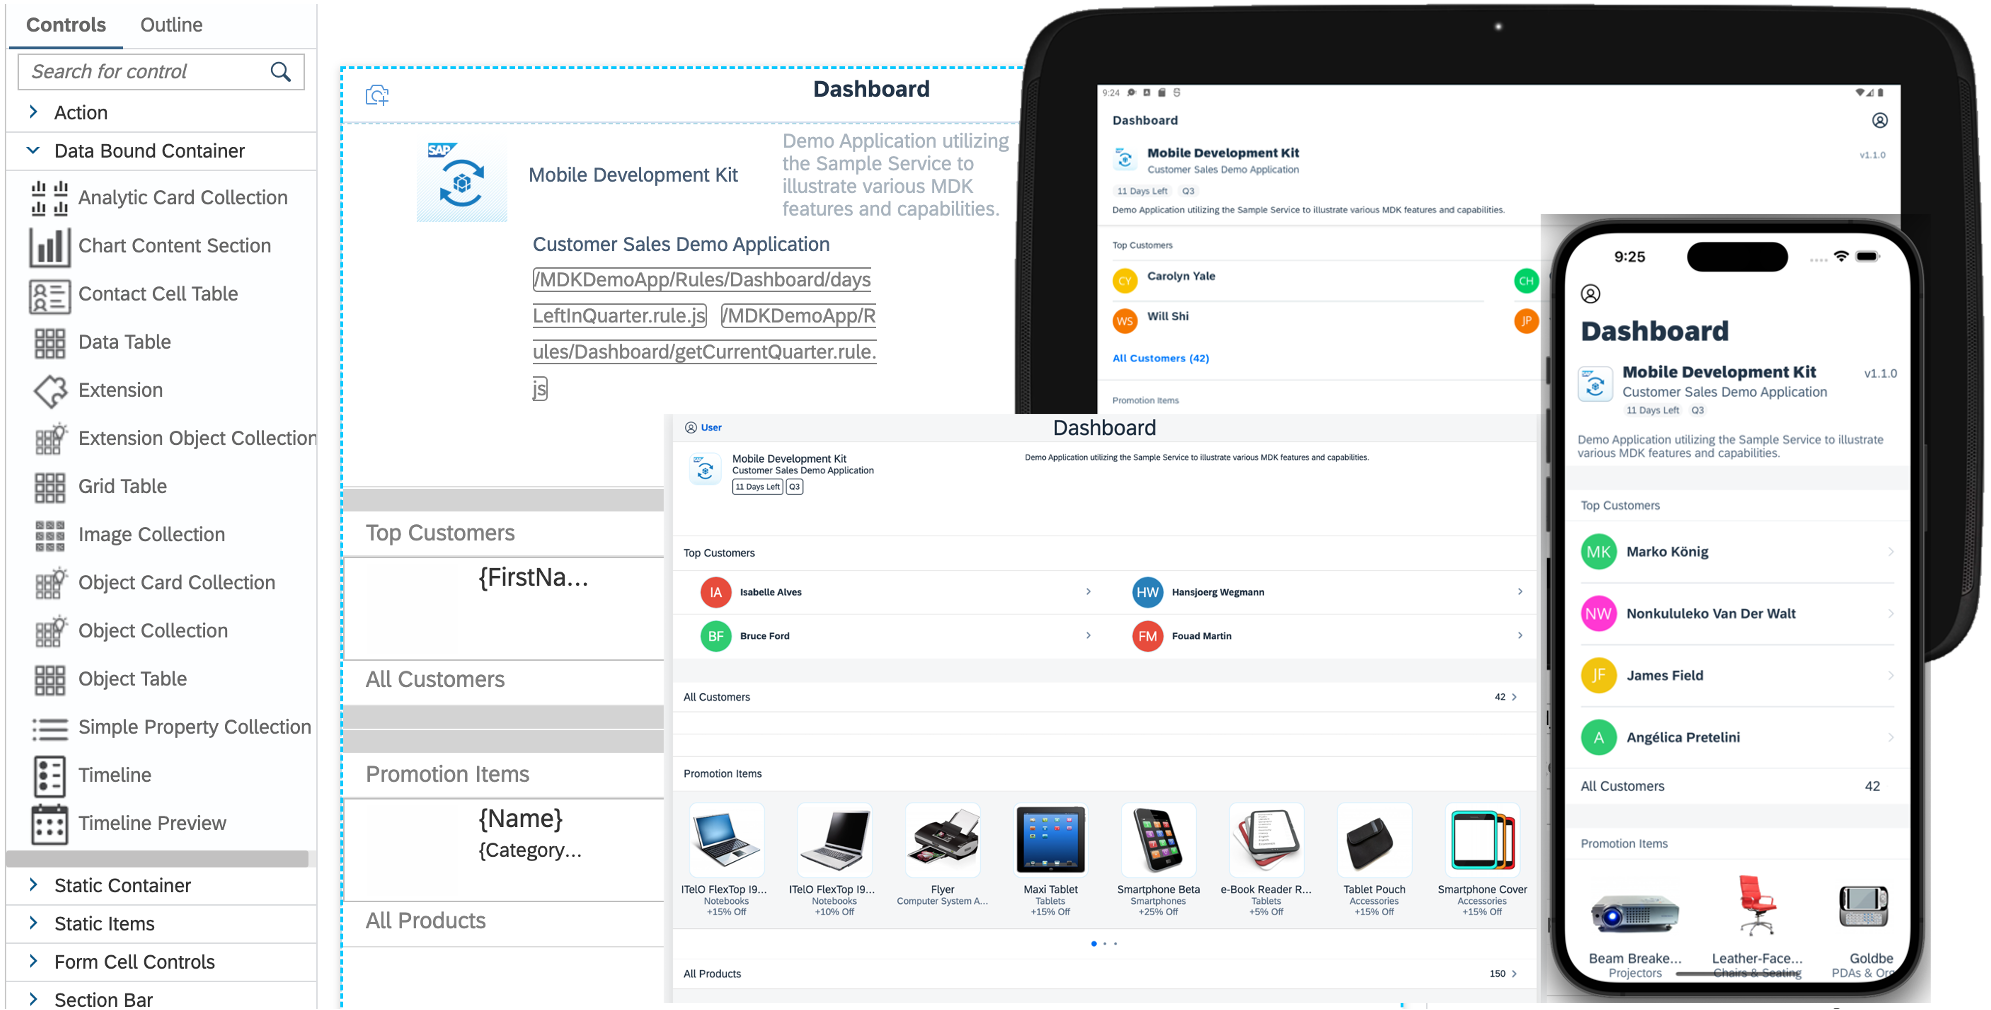 Controls
Outline
Search for control
Action
Data Bound Container
Analytic Card Collection
Chart Content Section
Contact Cell Table
Data Table
Extension
Extension Object Collection
Grid Table
Image Collection
Object Card Collection
Object Collection
Object Table
Simple Property Collection
Timeline
Timeline Preview
Static Container
Static Items
Form Cell Controls
Section Bar
Dashboard
SAP
Mobile Development Kit
Demo Application utilizing
the Sample Service to
illustrate various MDK
features and capabilities.
Customer Sales Demo Application
/MDKDemoApp/Rules/Dashboard/days
LeftInQuarter.rule.js /MDKDemoApp/R
ules/Dashboard/getCurrentQuarter.rule.
js
Top Customers
{FirstNa...
All Customers
Promotion Items
{Name}
{Category...
All Products
User
Dashboard
SAP
Mobile Development Kit
Customer Sales Demo Application
11 Days Left Q3
Demo Application utilizing the Sample Service to illustrate various MDK features and capabilities.
Top Customers
IA Isabelle Alves
HW Hansjoerg Wegmann
BF Bruce Ford
FM Fouad Martin
All Customers 42
Promotion Items
ITelO FlexTop I9...
Notebooks
+15% Off
ITelO FlexTop I9...
Notebooks
+10% Off
Flyer
Computer System A...
Maxi Tablet
Tablets
+15% Off
Smartphone Beta
Smartphones
+25% Off
e-Book Reader R...
Tablets
+5% Off
Tablet Pouch
Accessories
+15% Off
Smartphone Cover
Accessories
+15% Off
All Products 150
9:24
Dashboard
Mobile Development Kit
v1.1.0
Customer Sales Demo Application
11 Days Left Q3
Demo Application utilizing the Sample Service to illustrate various MDK features and capabilities.
Top Customers
CY Carolyn Yale
CH
WS Will Shi
JP
All Customers (42)
Promotion Items
9:25
Dashboard
SAP
Mobile Development Kit
v1.1.0
Customer Sales Demo Application
11 Days Left Q3
Demo Application utilizing the Sample Service to illustrate
various MDK features and capabilities.
Top Customers
MK Marko König
NW Nonkululeko Van Der Walt
JF James Field
A Angélica Pretelini
All Customers 42
Promotion Items
Beam Breake...
Projectors
Leather-Face...
Chairs & Seating
Goldbe
PDAs & Or